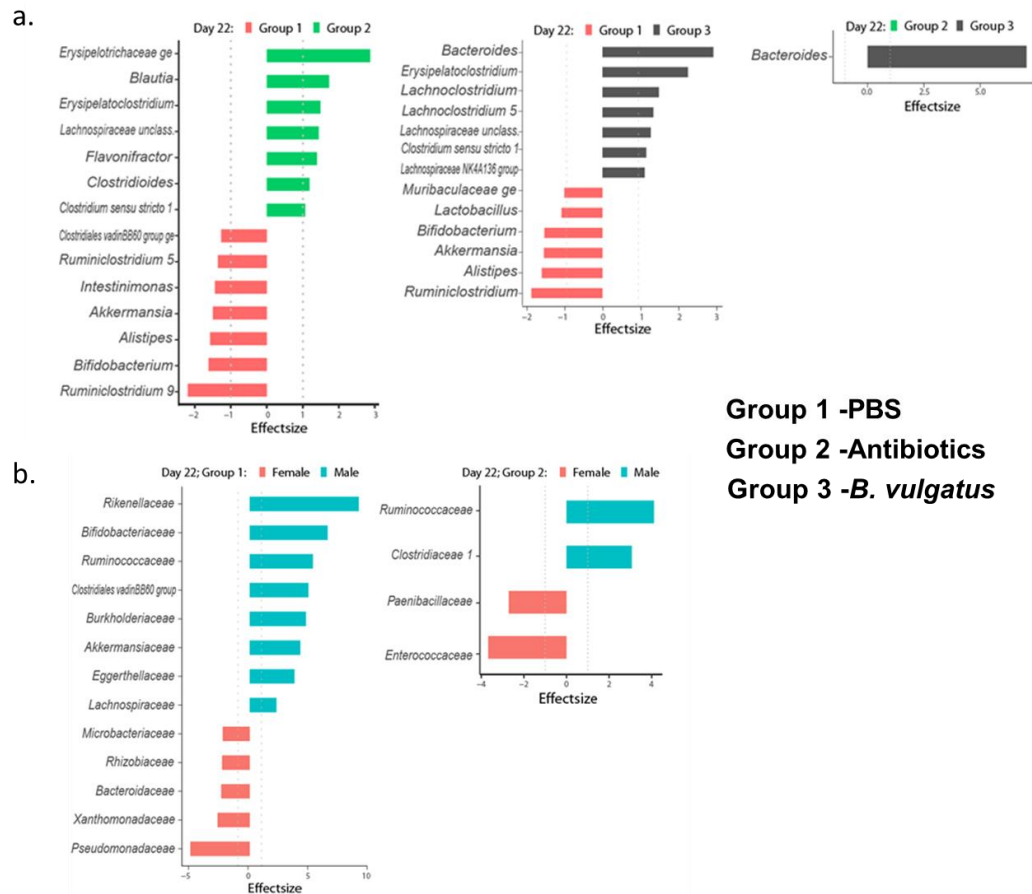 a.
Day 22: Group 1 Group 2
Erysipelotrichaceae ge
Blautia
Erysipelatoclostridium
Lachnospiraceae unclass.
Flavonifractor
Clostridioides
Clostridium sensu stricto 1
Clostridiales vadinBB60 group ge
Ruminiclostridium 5
Intestinimonas
Akkermansia
Alistipes
Bifidobacterium
Ruminiclostridium 9
−2 −1 0 1 2 3
Effectsize
Day 22: Group 1 Group 3
Bacteroides
Erysipelatoclostridium
Lachnoclostridium
Lachnoclostridium 5
Lachnospiraceae unclass.
Clostridium sensu stricto 1
Lachnospiraceae NK4A136 group
Muribaculaceae ge
Lactobacillus
Bifidobacterium
Akkermansia
Alistipes
Ruminiclostridium
−2 −1 0 1 2 3
Effectsize
Day 22: Group 2 Group 3
Bacteroides
0.0 2.5 5.0
Effectsize
Group 1 -PBS
Group 2 -Antibiotics
Group 3 -B. vulgatus
b.
Day 22; Group 1: Female Male
Rikenellaceae
Bifidobacteriaceae
Ruminococcaceae
Clostridiales vadinBB60 group
Burkholderiaceae
Akkermansiaceae
Eggerthellaceae
Lachnospiraceae
Microbacteriaceae
Rhizobiaceae
Bacteroidaceae
Xanthomonadaceae
Pseudomonadaceae
−5 0 5 10
Effectsize
Day 22; Group 2: Female Male
Ruminococcaceae
Clostridiaceae 1
Paenibacillaceae
Enterococcaceae
−4 −2 0 2 4
Effectsize